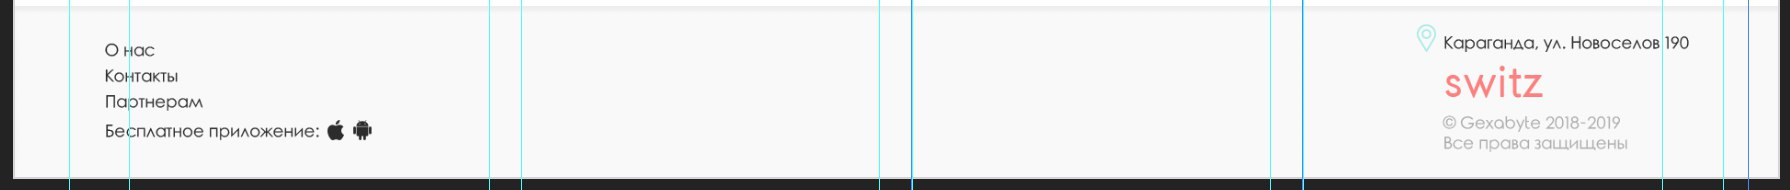 О нас
Контакты
Партнерам
Бесплатное приложение:
Караганда, ул. Новоселов 190
switz
© Gexabyte 2018-2019
Все права защищены